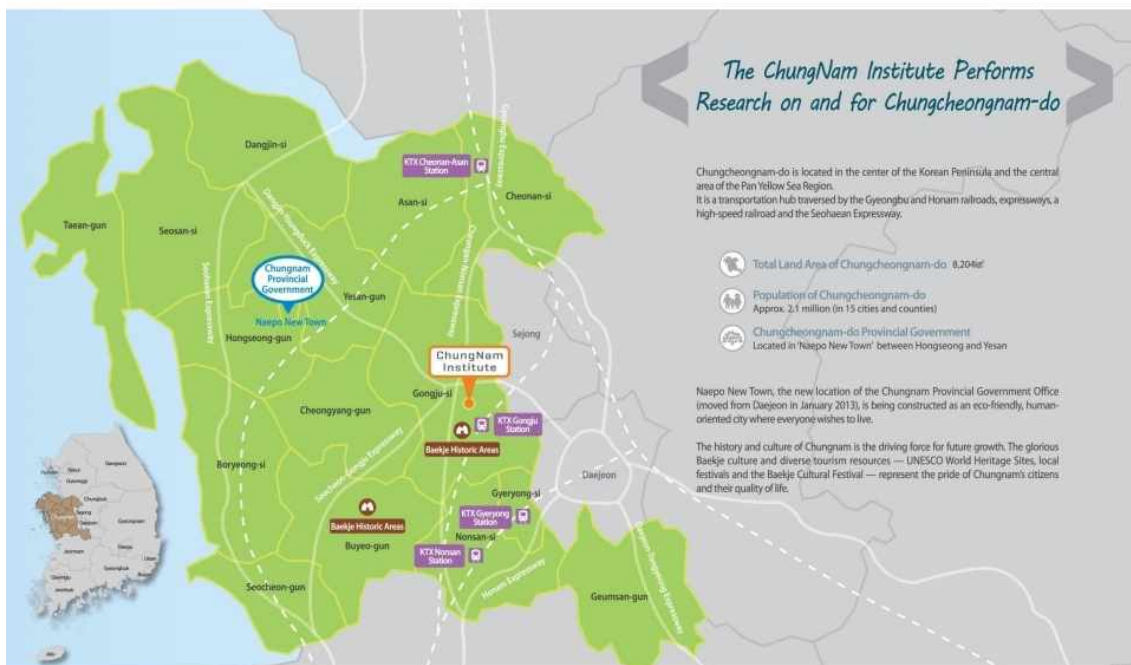 The ChungNam Institute Performs
Research on and for Chungcheongnam-do
Chungcheongnam-do is located in the center of the Korean Peninsula and the central
area of the Pan Yellow Sea Region.
It is a transportation hub traversed by the Gyeongbu and Honam railroads, expressways, a
high-speed railroad and the Seohaean Expressway.
Total Land Area of Chungcheongnam-do 8,204㎢
Population of Chungcheongnam-do
Approx. 2.1 million (in 15 cities and counties)
Chungcheongnam-do Provincial Government
Located in 'Naepo New Town' between Hongseong and Yesan
Naepo New Town, the new location of the Chungnam Provincial Government Office
(moved from Daejeon in January 2013), is being constructed as an eco-friendly, human-
oriented city where everyone wishes to live.
The history and culture of Chungnam is the driving force for future growth. The glorious
Baekje culture and diverse tourism resources — UNESCO World Heritage Sites, local
festivals and the Baekje Cultural Festival — represent the pride of Chungnam's citizens
and their quality of life.
Dangjin-si
KTX Cheonan-Asan
Station
Gyeongbu Expressway
Cheonan-si
Asan-si
Taean-gun
Seosan-si
Seohaean Expressway
Chungnam
Provincial
Government
Naepo New Town
Yesan-gun
Hongseong-gun
Sejong
ChungNam
Institute
Gongju-si
Cheongyang-gun
KTX Gongju
Station
Baekje Historic Areas
Boryeong-si
Seocheon-Gongju Expressway
Daejeon
Gyeryong-si
KTX Gyeryong
Station
Baekje Historic Areas
Buyeo-gun
Nonsan-si
KTX Nonsan
Station
Honam Expressway
Seocheon-gun
Geumsan-gun